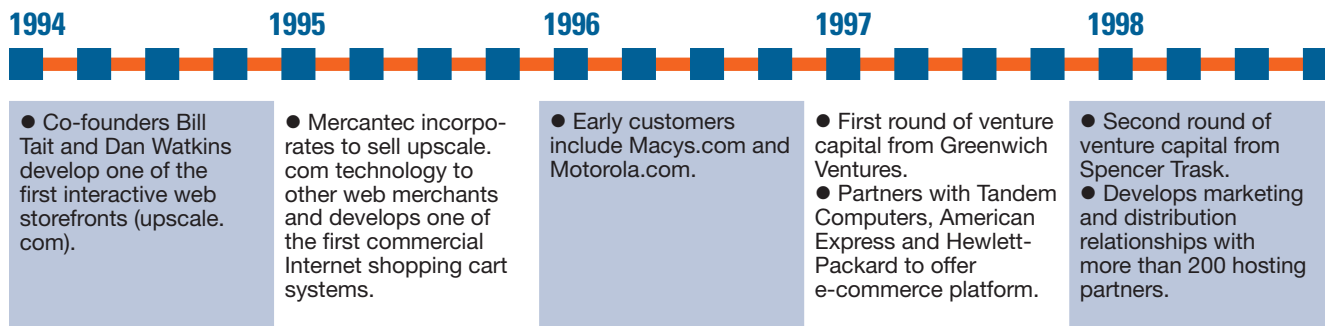 1994
1995
1996
1997
1998
● Co-founders Bill
Tait and Dan Watkins
develop one of the
first interactive web
storefronts (upscale.
com).
● Mercantec incorpo-
rates to sell upscale.
com technology to
other web merchants
and develops one of
the first commercial
Internet shopping cart
systems.
● Early customers
include Macys.com and
Motorola.com.
● First round of venture
capital from Greenwich
Ventures.
● Partners with Tandem
Computers, American
Express and Hewlett-
Packard to offer
e-commerce platform.
● Second round of
venture capital from
Spencer Trask.
● Develops marketing
and distribution
relationships with
more than 200 hosting
partners.